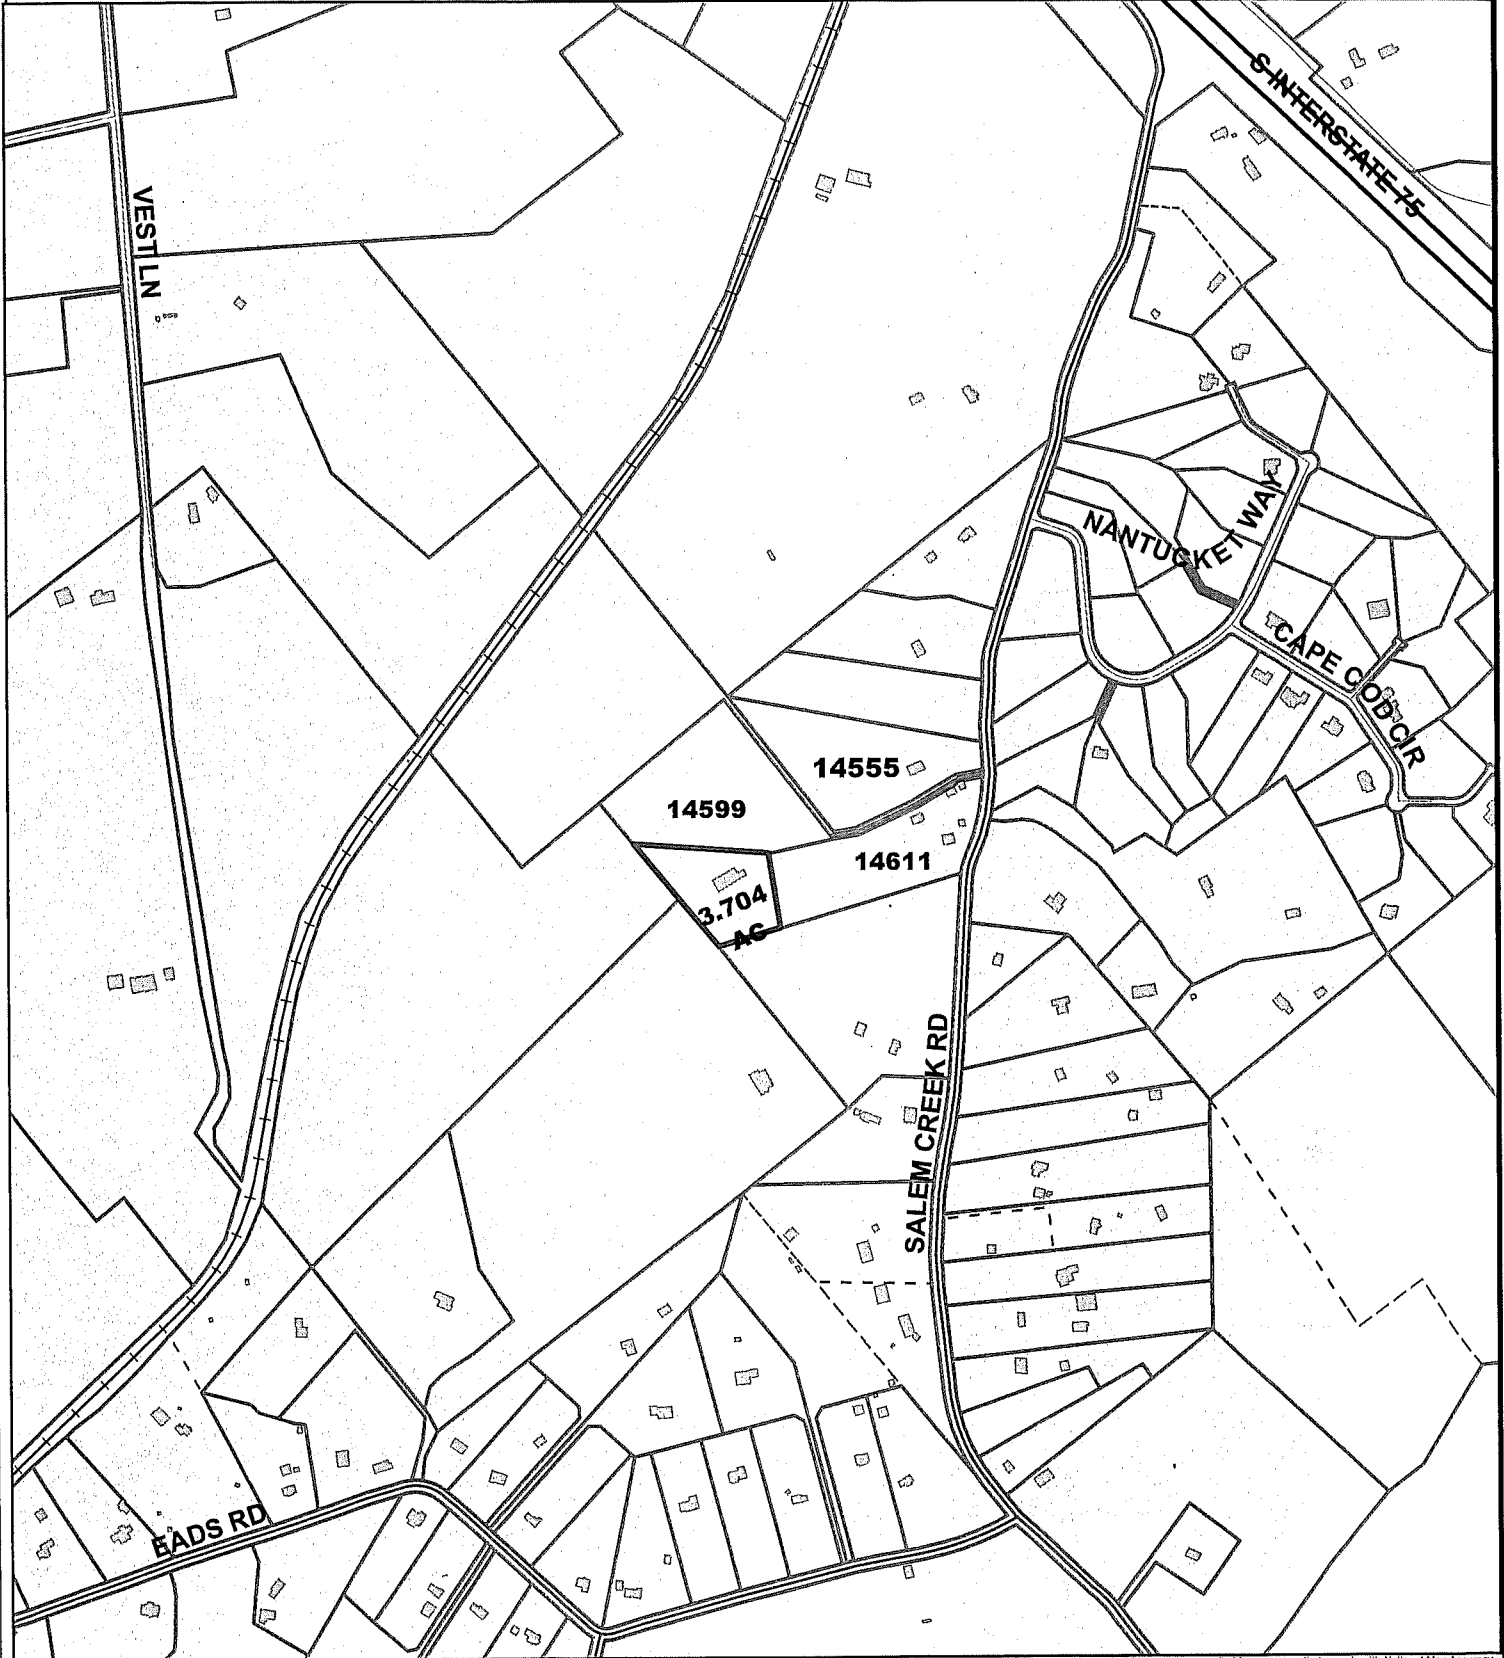 S INTERSTATE 75
VEST LN
NANTUCKET WAY
CAPE COD CIR
14555
14599
14611
3.704
AC
SALEM CREEK RD
EADS RD